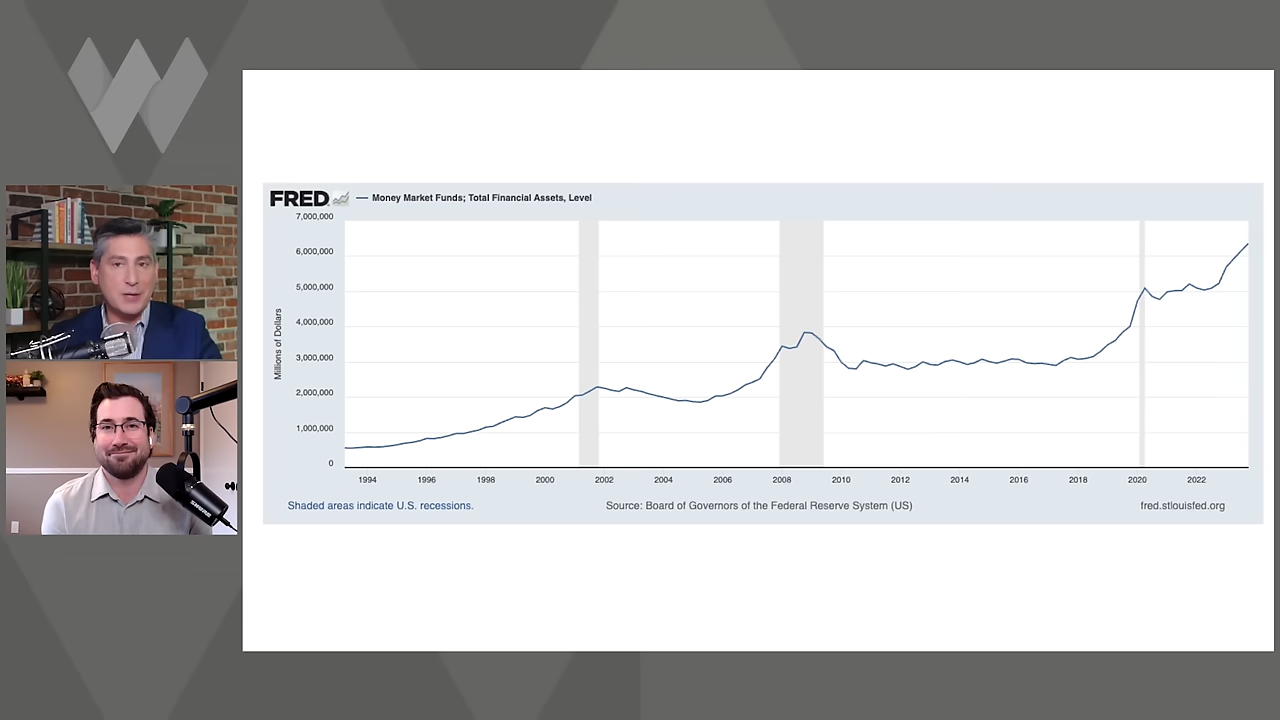 FRED
Money Market Funds; Total Financial Assets, Level
7,000,000
6,000,000
5,000,000
4,000,000
3,000,000
2,000,000
1,000,000
0
Millions of Dollars
1994 1996 1998 2000 2002 2004 2006 2008 2010 2012 2014 2016 2018 2020 2022
Shaded areas indicate U.S. recessions. Source: Board of Governors of the Federal Reserve System (US) fred.stlouisfed.org
SHURE